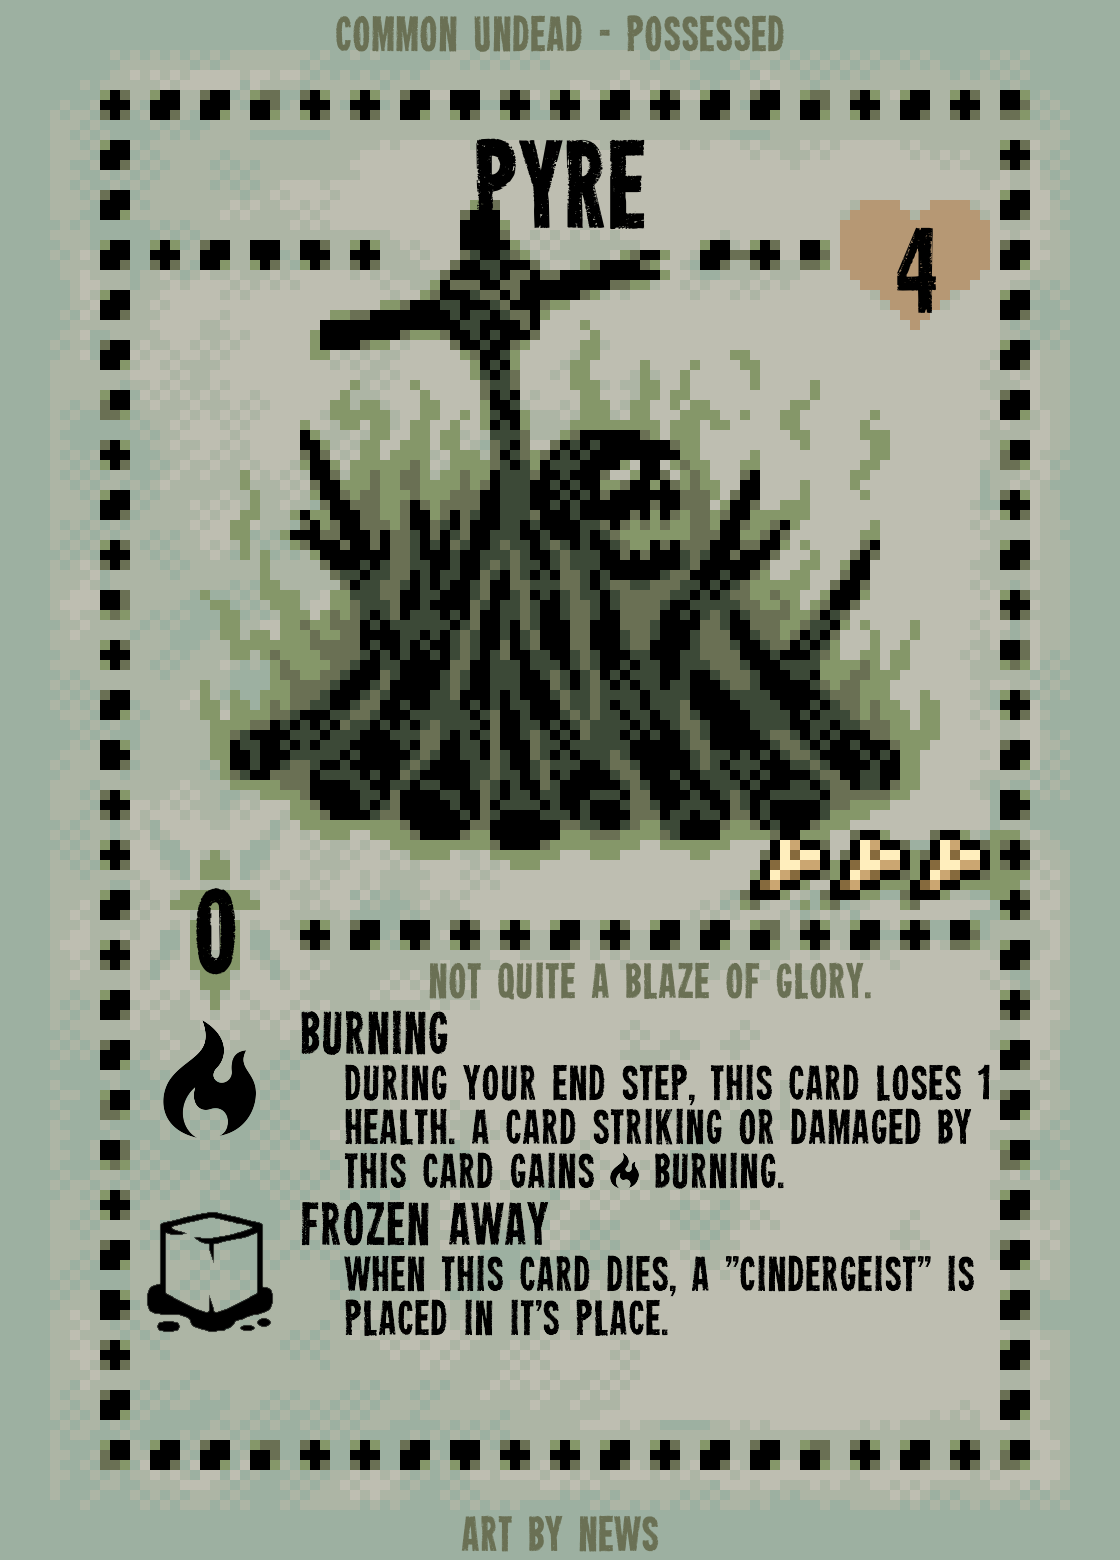 COMMON UNDEAD - POSSESSED
PYRE
4
0
NOT QUITE A BLAZE OF GLORY.
BURNING
DURING YOUR END STEP, THIS CARD LOSES 1
HEALTH. A CARD STRIKING OR DAMAGED BY
THIS CARD GAINS BURNING.
FROZEN AWAY
WHEN THIS CARD DIES, A "CINDERGEIST" IS
PLACED IN IT'S PLACE.
ART BY NEWS